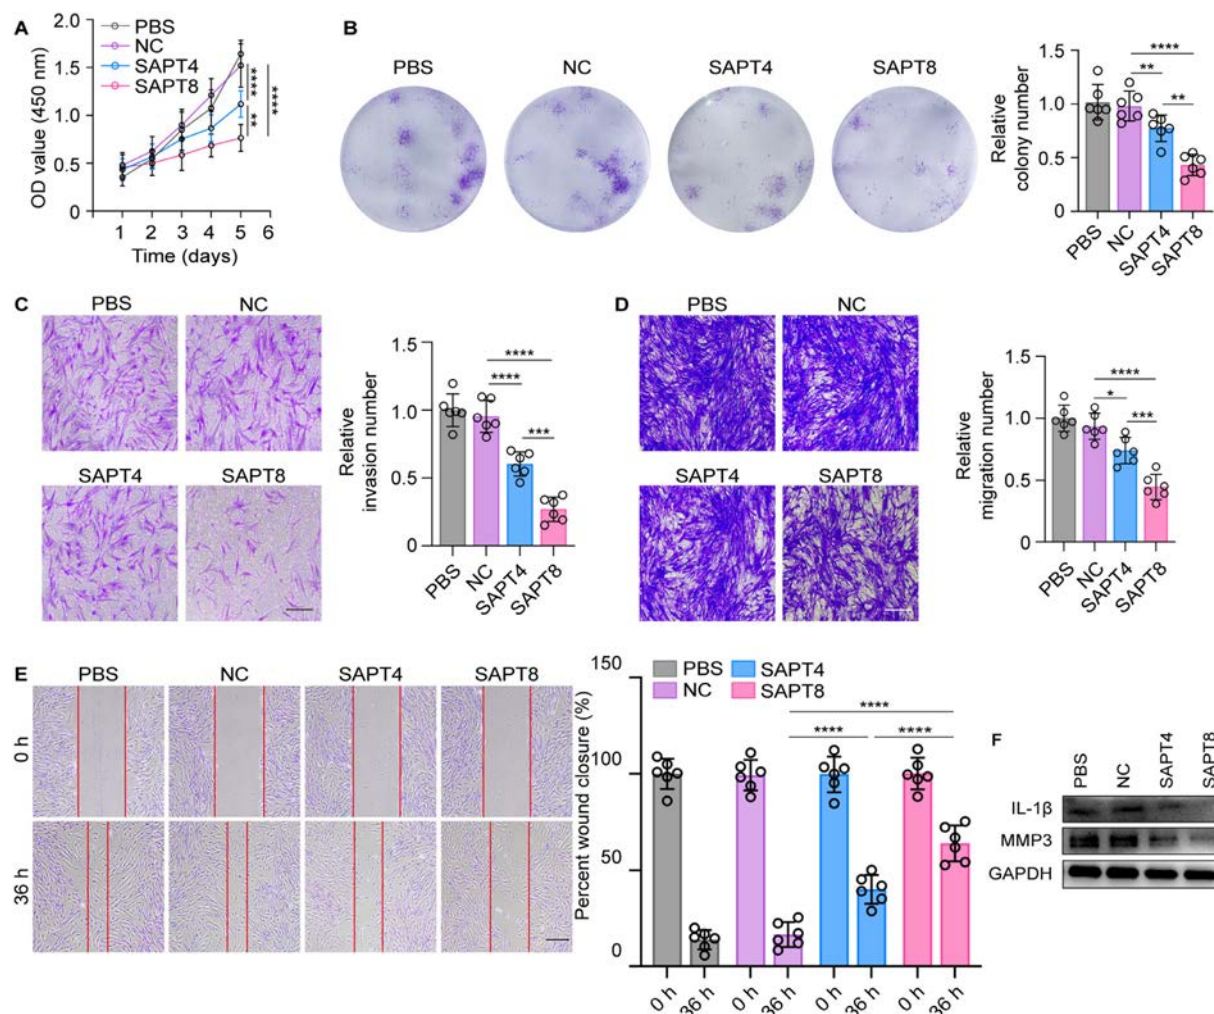 A
OD value (450 nm)
2.0
1.5
1.0
0.5
0
PBS
NC
SAPT4
SAPT8
****
**
****
1 2 3 4 5 6
Time (days)
B
PBS NC SAPT4 SAPT8
Relative
colony number
1.5
1.0
0.5
0
****
**
**
PBS NC SAPT4 SAPT8
C
PBS NC
SAPT4 SAPT8
Relative
invasion number
1.5
1.0
0.5
0
****
****
***
PBS NC SAPT4 SAPT8
D
PBS NC
SAPT4 SAPT8
Relative
migration number
1.5
1.0
0.5
0
****
*
***
PBS NC SAPT4 SAPT8
E
PBS NC SAPT4 SAPT8
0 h
36 h
Percent wound closure (%)
150
100
50
0
PBS SAPT4
NC SAPT8
****
**** ****
0 h 36 h 0 h 36 h 0 h 36 h 0 h 36 h
F
PBS NC SAPT4 SAPT8
IL-1β
MMP3
GAPDH